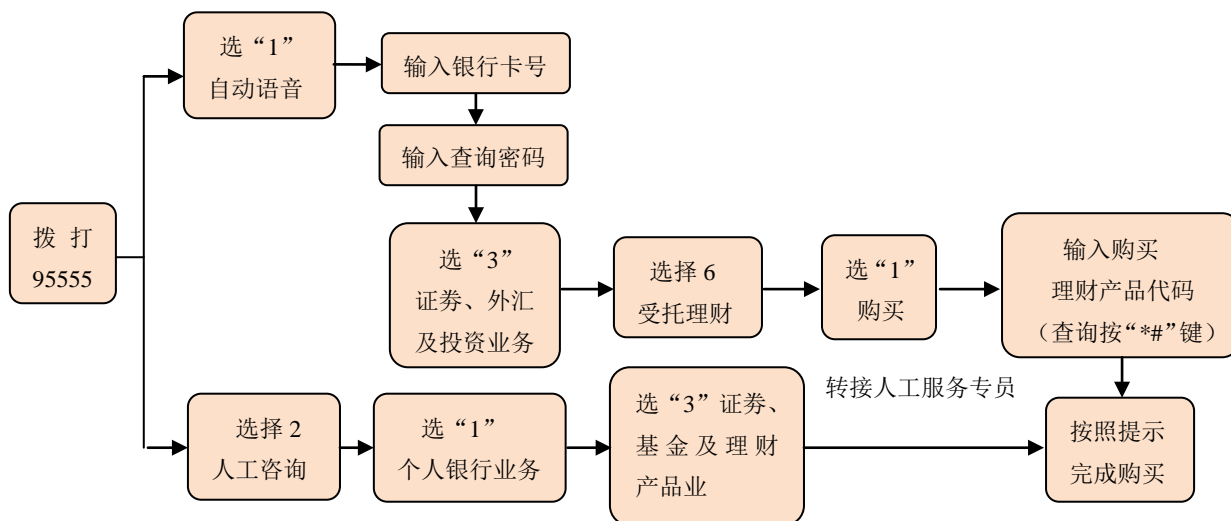 选“1”
自动语音
输入银行卡号
输入查询密码
拨 打
95555
选“3”
证券、外汇
及投资业务
选择 6
受托理财
选“1”
购买
输入购买
理财产品代码
（查询按“*#”键）
转接人工服务专员
选择 2
人工咨询
选“1”
个人银行业务
选“3”证券、
基金及理财
产品业
按照提示
完成购买